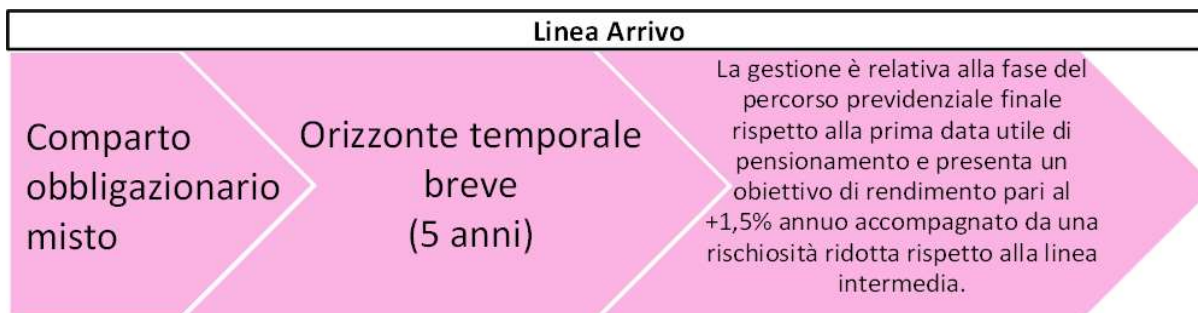 Linea Arrivo
Comparto
obbligazionario
misto
Orizzonte temporale
breve
(5 anni)
La gestione è relativa alla fase del
percorso previdenziale finale
rispetto alla prima data utile di
pensionamento e presenta un
obiettivo di rendimento pari al
+1,5% annuo accompagnato da una
rischiosità ridotta rispetto alla linea
intermedia.